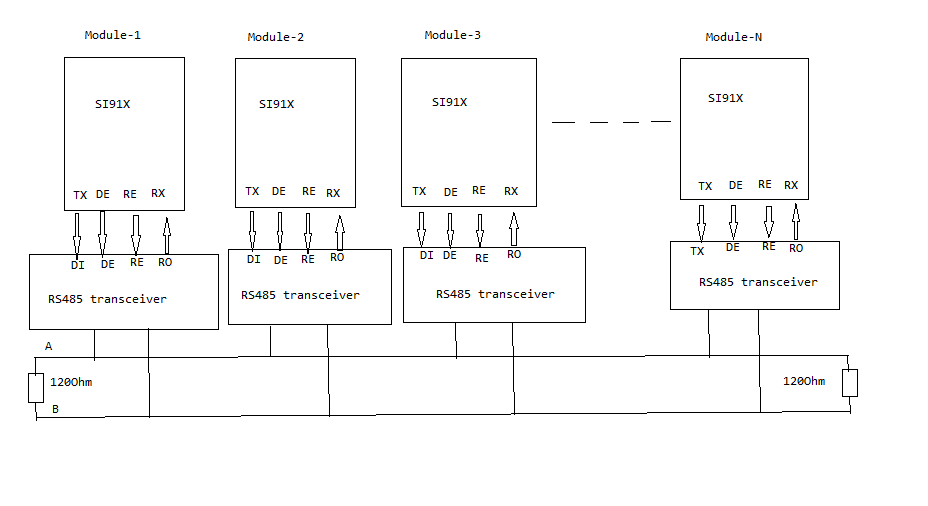 Module-1 Module-2 Module-3 Module-N
SI91X SI91X SI91X SI91X
TX DE RE RX TX DE RE RX TX DE RE RX TX DE RE RX
DI DE RE RO DI DE RE RO DI DE RE RO TX DE RE RO
RS485 transceiver RS485 transceiver RS485 transceiver RS485 transceiver
A
120Ohm 120Ohm
B